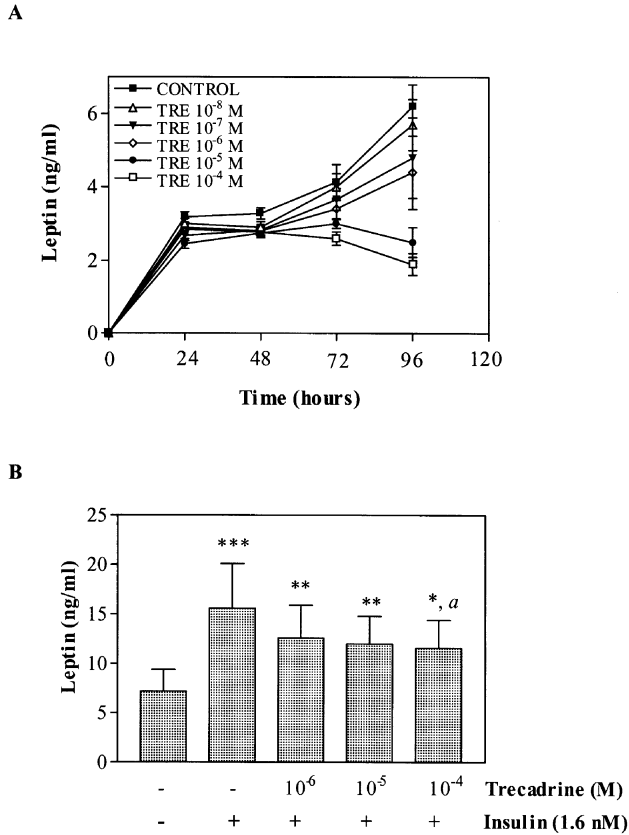 A
Leptin (ng/ml)
6
4
2
0
CONTROL
TRE 10⁻⁸ M
TRE 10⁻⁷ M
TRE 10⁻⁶ M
TRE 10⁻⁵ M
TRE 10⁻⁴ M
0 24 48 72 96 120
Time (hours)
B
Leptin (ng/ml)
25
20
15
10
5
0
*** ** ** *, a
- - 10⁻⁶ 10⁻⁵ 10⁻⁴ Trecadrine (M)
- + + + + Insulin (1.6 nM)